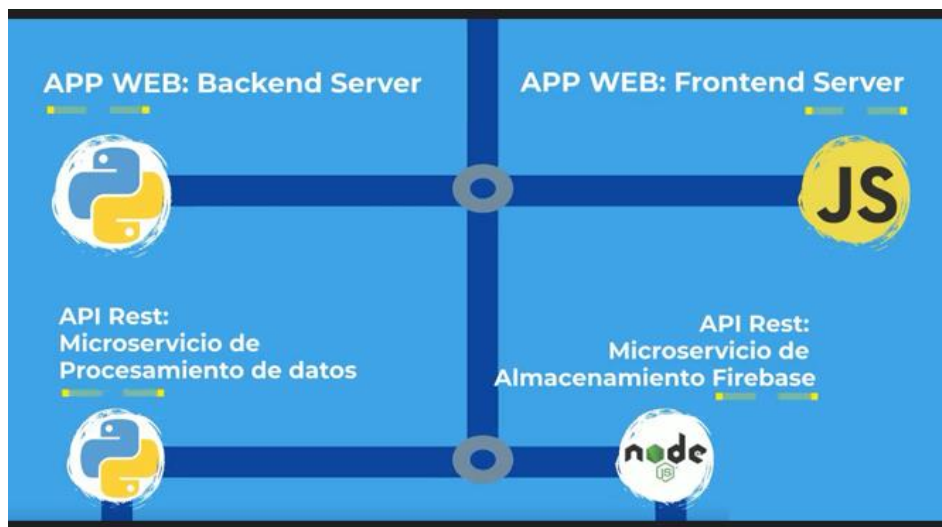 APP WEB: Backend Server
APP WEB: Frontend Server
JS
API Rest:
Microservicio de
Procesamiento de datos
API Rest:
Microservicio de
Almacenamiento Firebase
node
JS